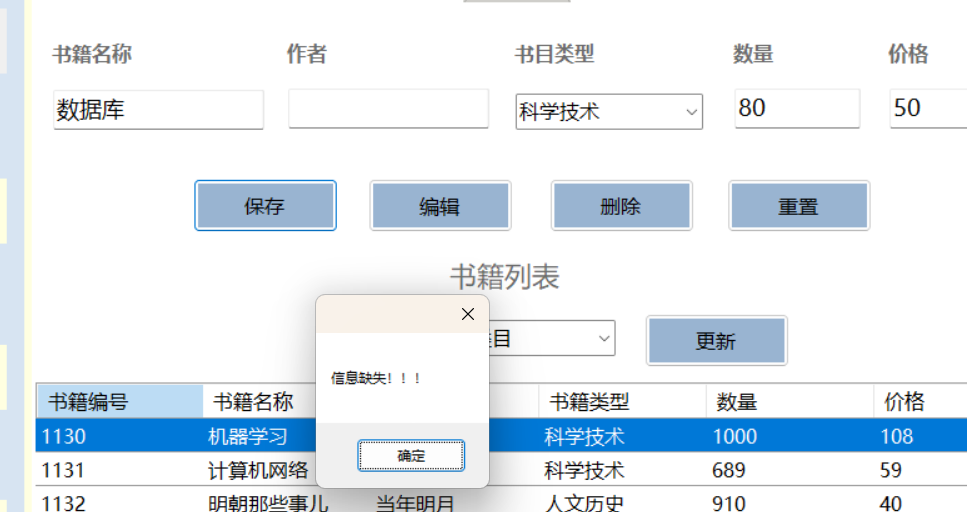 书籍名称 作者 书目类型 数量 价格
数据库 科学技术 80 50
保存 编辑 删除 重置
书籍列表
目 更新
信息缺失！！！
确定
书籍编号 书籍名称 书籍类型 数量 价格
1130 机器学习 科学技术 1000 108
1131 计算机网络 科学技术 689 59
1132 明朝那些事儿 当年明月 人文历史 910 40